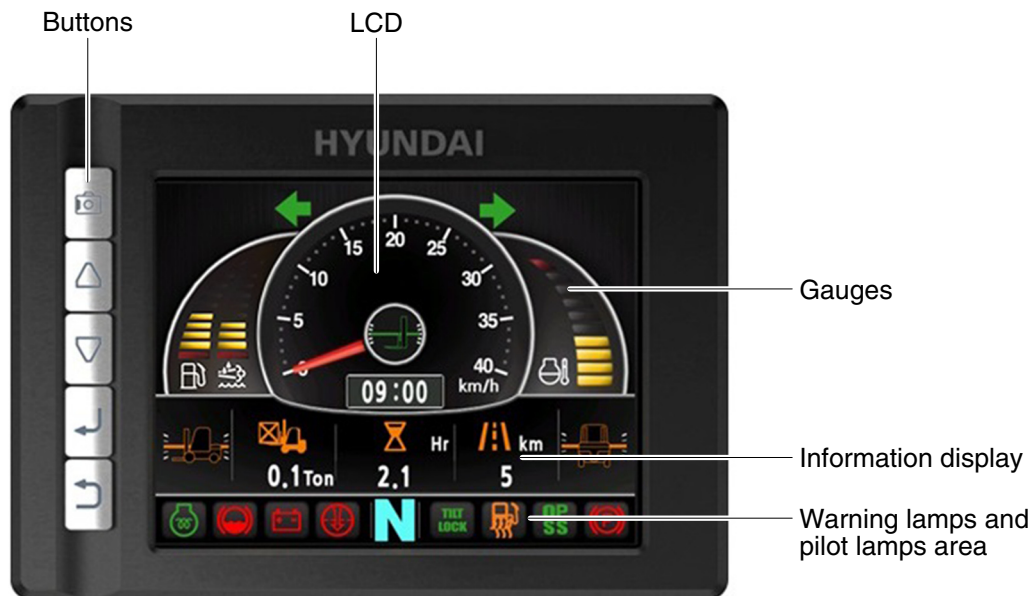 Buttons
LCD
HYUNDAI
20
15
25
10
30
5
35
0
40
km/h
09:00
Hr
km
0.1Ton
2.1
5
N
TILT
LOCK
OP
SS
P
Gauges
Information display
Warning lamps and
pilot lamps area